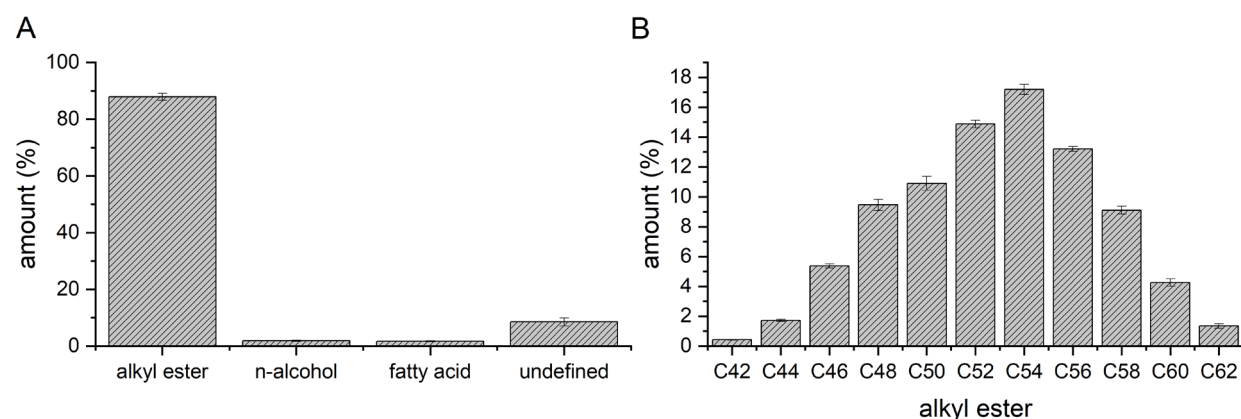 A
amount (%)
100
80
60
40
20
0
alkyl ester
n-alcohol
fatty acid
undefined
B
amount (%)
18
16
14
12
10
8
6
4
2
0
C42
C44
C46
C48
C50
C52
C54
C56
C58
C60
C62
alkyl ester